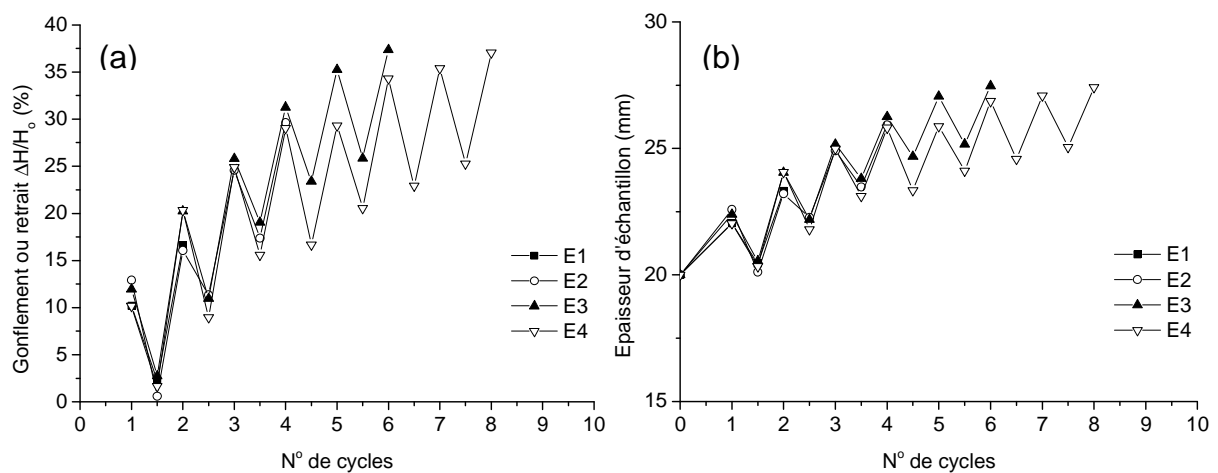 (a)
Gonflement ou retrait ΔH/Ho (%)
40
35
30
25
20
15
10
5
0
0 1 2 3 4 5 6 7 8 9 10
No de cycles
E1
E2
E3
E4
(b)
Epaisseur d'échantillon (mm)
30
25
20
15
0 1 2 3 4 5 6 7 8 9 10
No de cycles
E1
E2
E3
E4